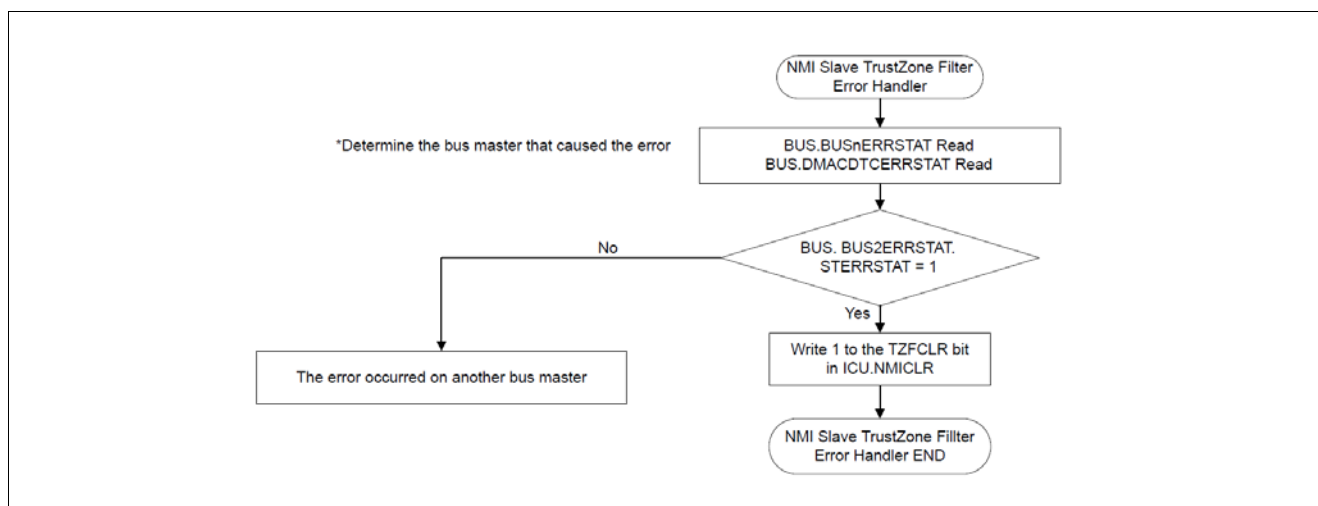 NMI Slave TrustZone Filter
Error Handler
*Determine the bus master that caused the error
BUS.BUSnERRSTAT Read
BUS.DMACDTCERRSTAT Read
BUS. BUS2ERRSTAT.
STERRSTAT = 1
No
Yes
The error occurred on another bus master
Write 1 to the TZFCLR bit
in ICU.NMICLR
NMI Slave TrustZone Fillter
Error Handler END